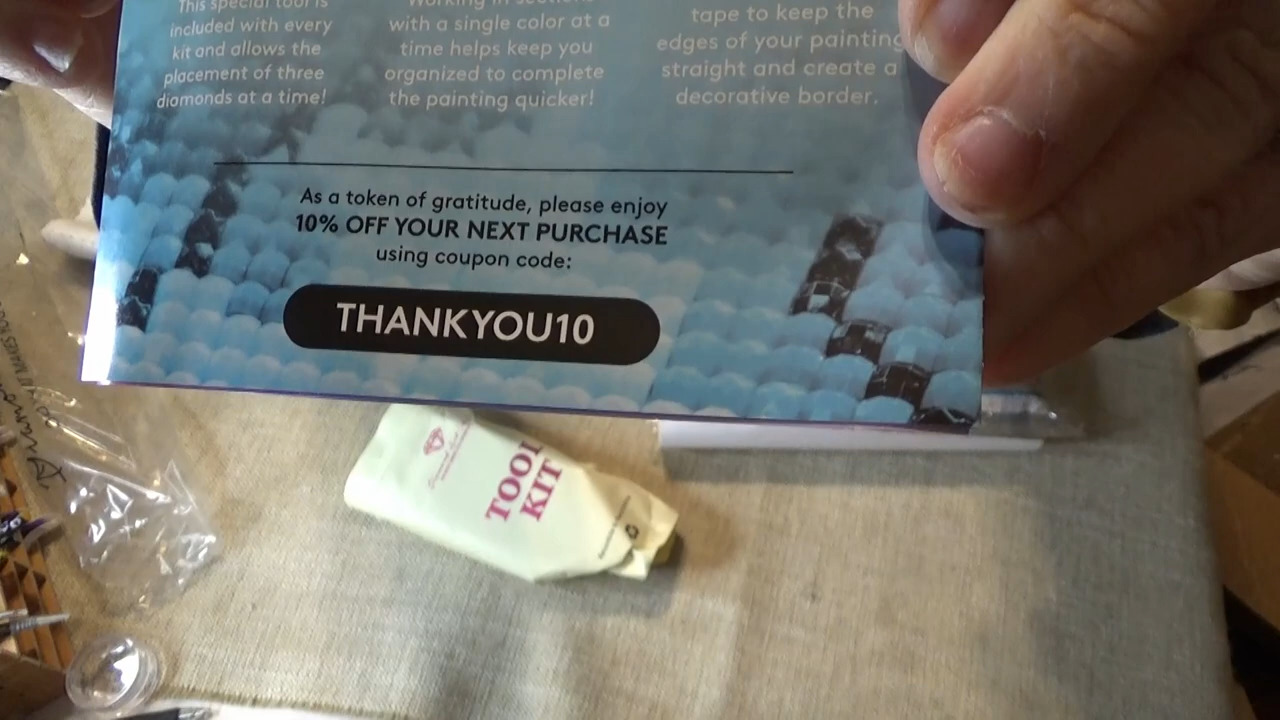 This special tool is
included with every
kit and allows the
placement of three
diamonds at a time!
Working in sections
with a single color at a
time helps keep you
organized to complete
the painting quicker!
tape to keep the
edges of your painting
straight and create a
decorative border.
As a token of gratitude, please enjoy
10% OFF YOUR NEXT PURCHASE
using coupon code:
THANKYOU10
TOOL
KIT